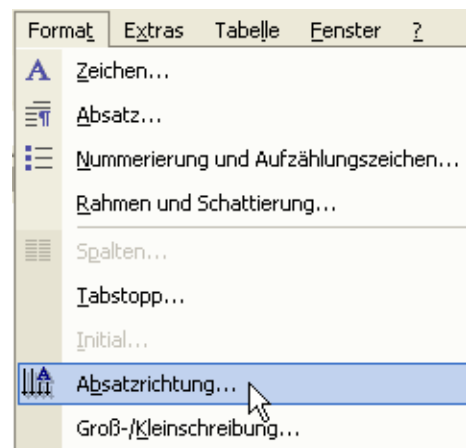 Format Extras Tabelle Fenster ?
Zeichen...
Absatz...
Nummerierung und Aufzählungszeichen...
Rahmen und Schattierung...
Spalten...
Tabstopp...
Initial...
Absatzrichtung...
Groß-/Kleinschreibung...